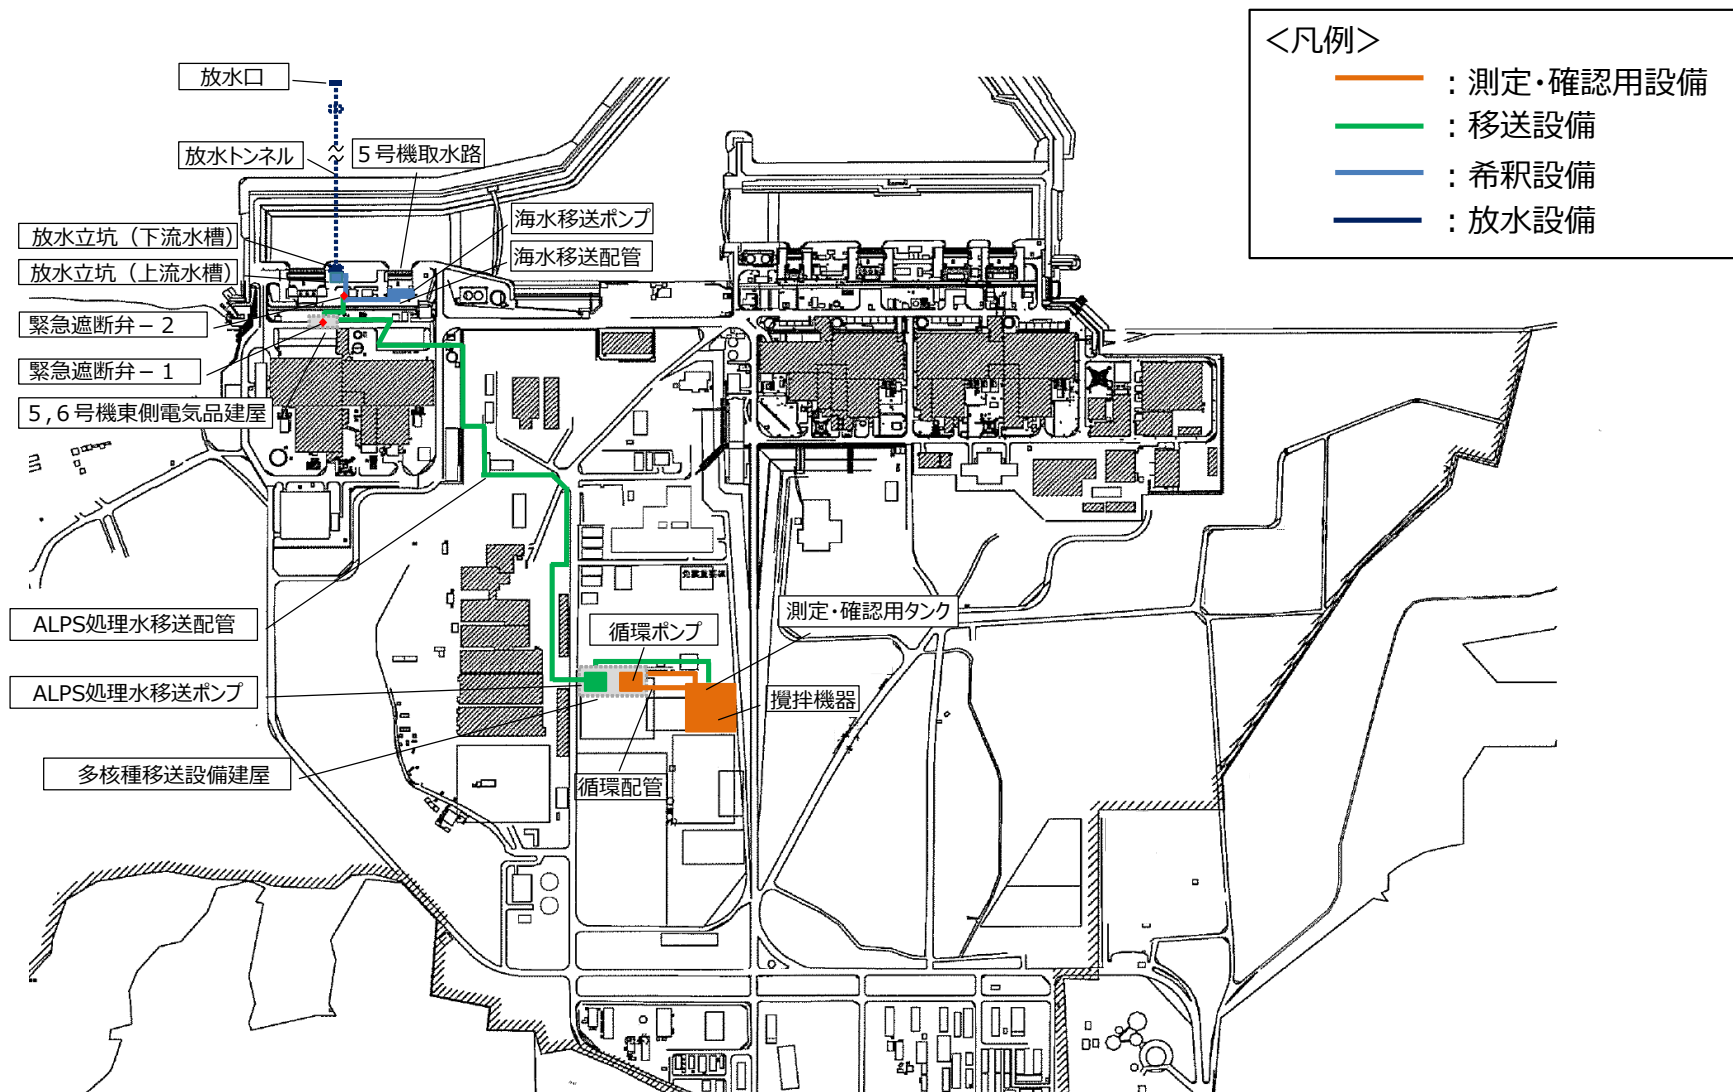 ＜凡例＞
：測定・確認用設備
：移送設備
：希釈設備
：放水設備
放水口
放水トンネル
５号機取水路
海水移送ポンプ
海水移送配管
放水立坑（下流水槽）
放水立坑（上流水槽）
緊急遮断弁－２
緊急遮断弁－１
５,６号機東側電気品建屋
ALPS処理水移送配管
循環ポンプ
測定・確認用タンク
ALPS処理水移送ポンプ
攪拌機器
多核種移送設備建屋
循環配管